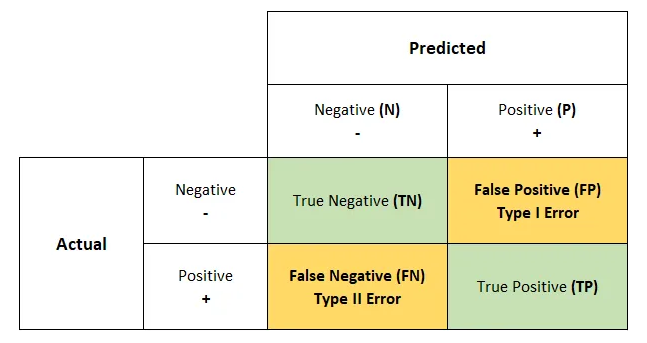 Predicted
Negative (N)
-
Positive (P)
+
Actual
Negative
-
True Negative (TN)
False Positive (FP)
Type I Error
Positive
+
False Negative (FN)
Type II Error
True Positive (TP)